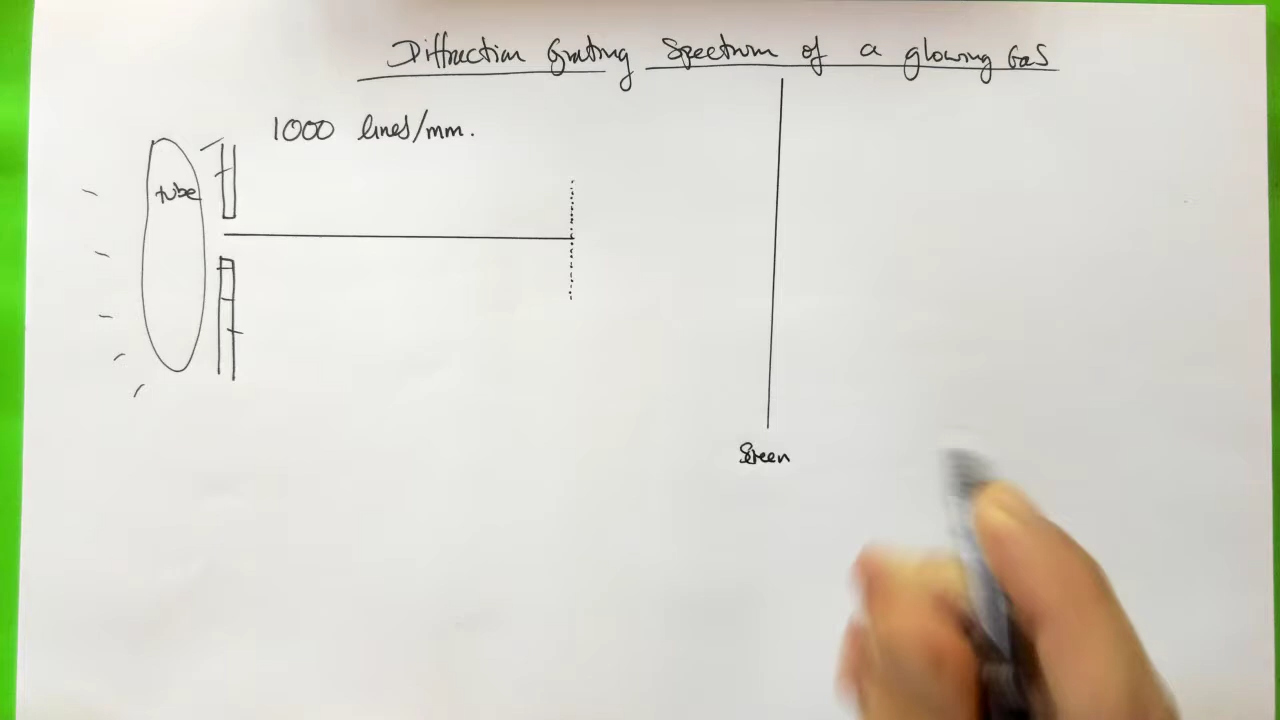 Diffraction Grating Spectrum of a glowing GaS
1000 lines/mm.
tube
Screen